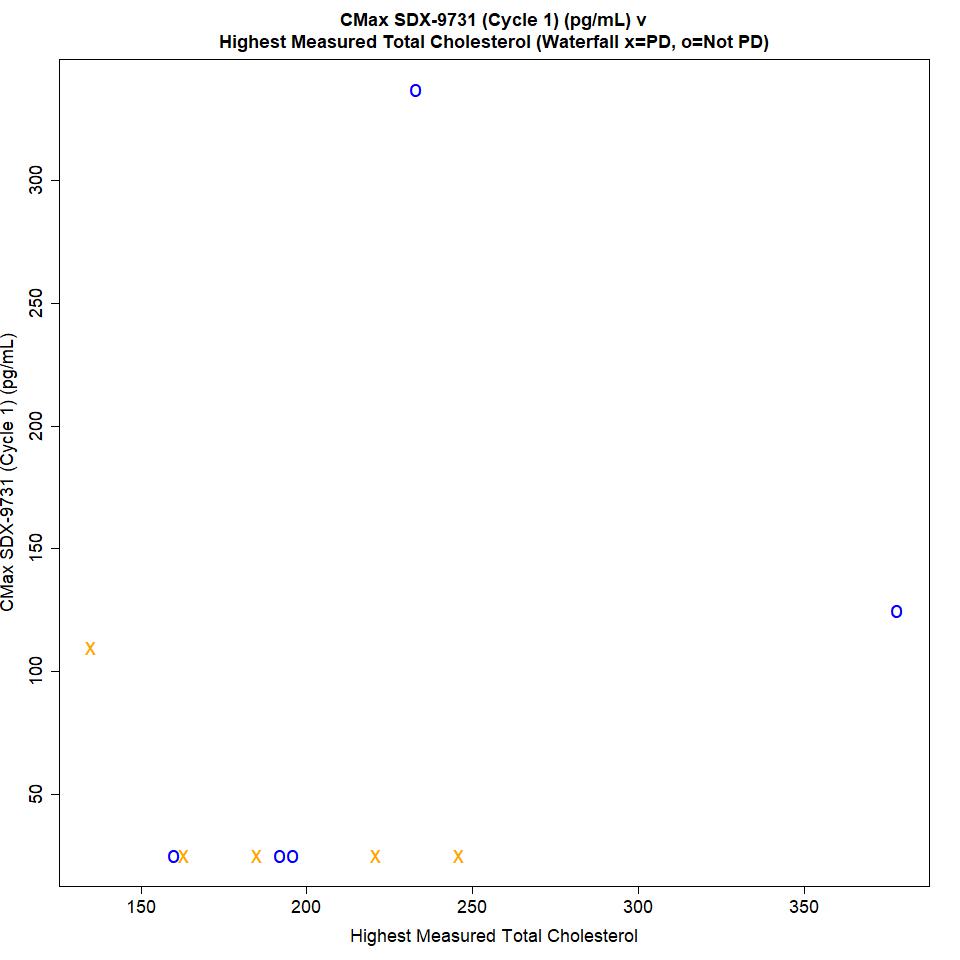 CMax SDX-9731 (Cycle 1) (pg/mL) v
Highest Measured Total Cholesterol (Waterfall x=PD, o=Not PD)
CMax SDX-9731 (Cycle 1) (pg/mL)
300
250
200
150
100
50
O
O
X
O X X O O X X
150 200 250 300 350
Highest Measured Total Cholesterol